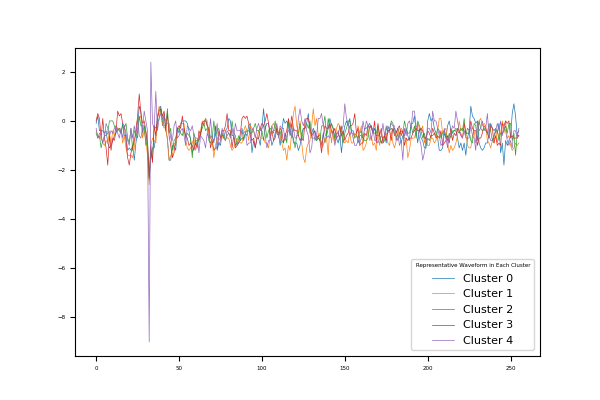 2
0
−2
−4
−6
−8
0
50
100
150
200
250
Representative Waveform in Each Cluster
Cluster 0
Cluster 1
Cluster 2
Cluster 3
Cluster 4